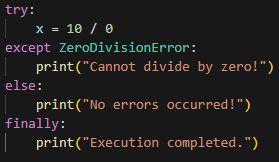 try:
    x = 10 / 0
except ZeroDivisionError:
    print("Cannot divide by zero!")
else:
    print("No errors occurred!")
finally:
    print("Execution completed.")